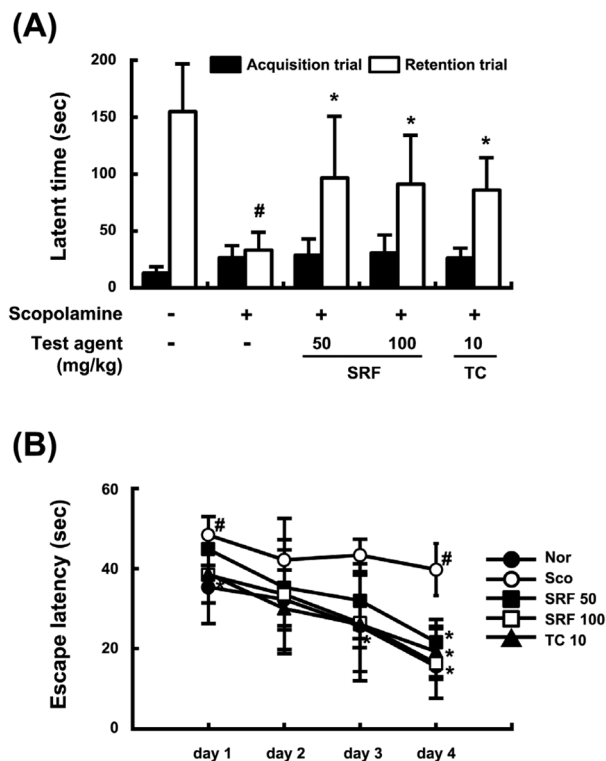 (A)
200
150
100
50
0
Latent time (sec)
Acquisition trial
Retention trial
#
*
*
*
Scopolamine - + + + +
Test agent - - 50 100 10
(mg/kg)
SRF TC
(B)
60
40
20
0
Escape latency (sec)
#
*
*
#
*
*
*
Nor
Sco
SRF 50
SRF 100
TC 10
day 1 day 2 day 3 day 4